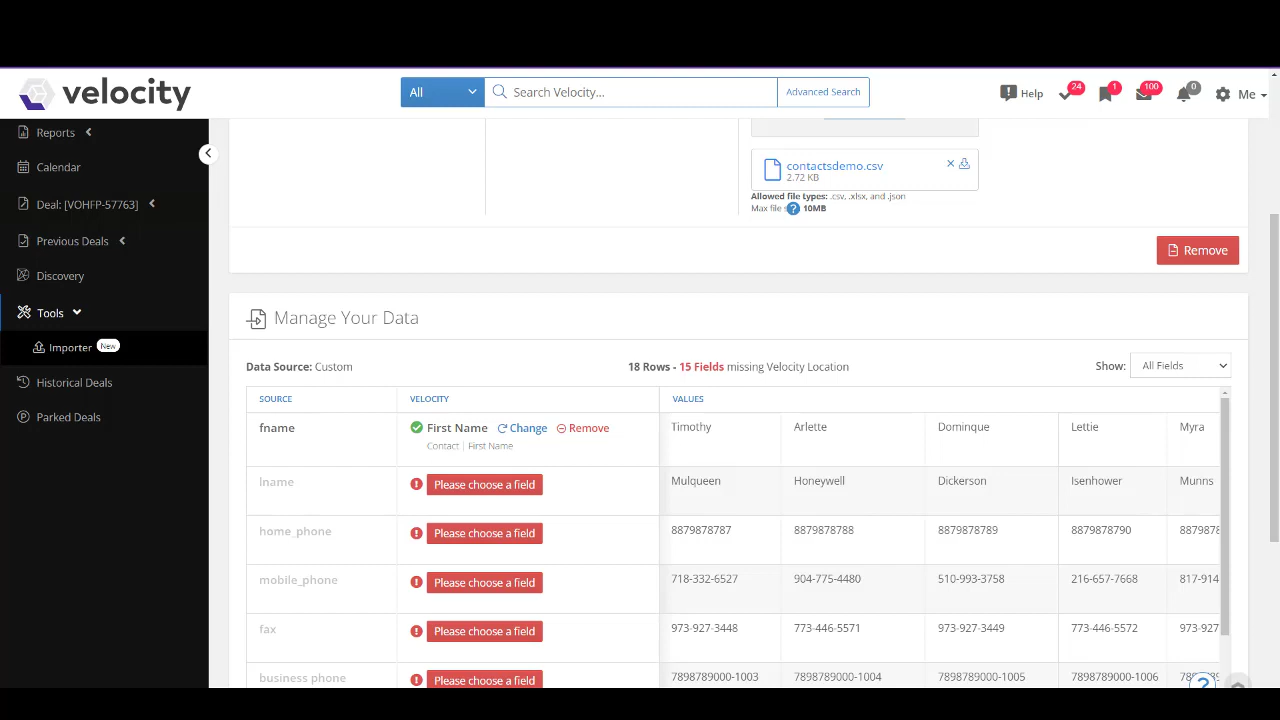 velocity
All
Search Velocity...
Advanced Search
Help
24
1
100
0
Me
Reports
Calendar
Deal: [VOHFP-57763]
Previous Deals
Discovery
Tools
Importer New
Historical Deals
Parked Deals
contactsdemo.csv
2.72 KB
Allowed file types: .csv, .xlsx, and .json
Max file : ? 10MB
Remove
Manage Your Data
Data Source: Custom
18 Rows - 15 Fields missing Velocity Location
Show: All Fields
SOURCE VELOCITY VALUES
fname First Name Change Remove Timothy Arlette Dominque Lettie Myra
Contact | First Name
lname Please choose a field Mulqueen Honeywell Dickerson Isenhower Munns
home_phone Please choose a field 8879878787 8879878788 8879878789 8879878790 8879878
mobile_phone Please choose a field 718-332-6527 904-775-4480 510-993-3758 216-657-7668 817-914
fax Please choose a field 973-927-3448 773-446-5571 973-927-3449 773-446-5572 973-927
business phone Please choose a field 7898789000-1003 7898789000-1004 7898789000-1005 7898789000-1006
?